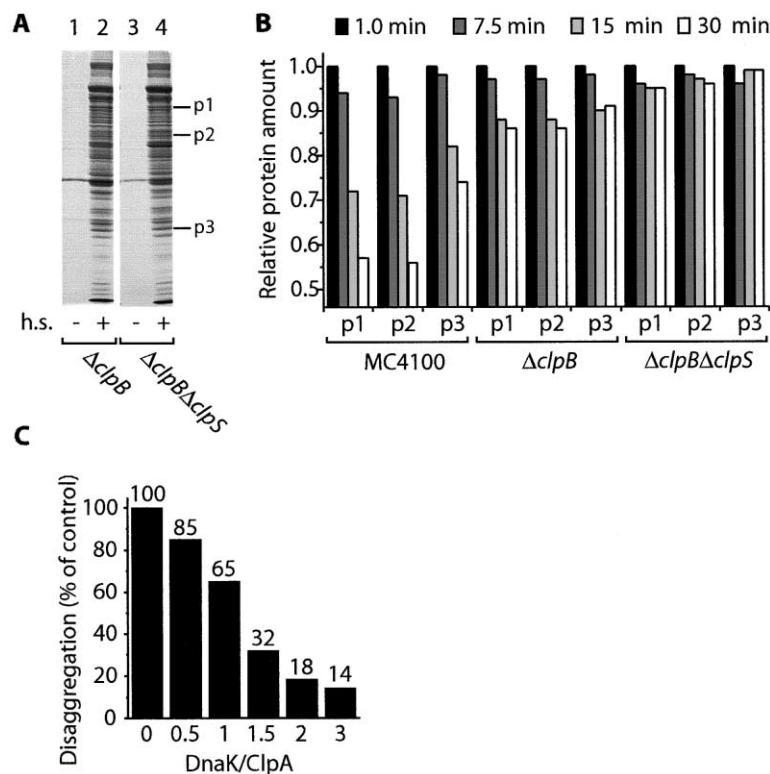 A
1 2 3 4
p1
p2
p3
h.s. - + - +
ΔclpB
ΔclpBΔclpS
B
1.0 min 7.5 min 15 min 30 min
Relative protein amount
1.0
0.9
0.8
0.7
0.6
0.5
p1 p2 p3 p1 p2 p3 p1 p2 p3
MC4100 ΔclpB ΔclpBΔclpS
C
Disaggregation (% of control)
100
80
60
40
20
0
100
85
65
32
18
14
0 0.5 1 1.5 2 3
DnaK/ClpA